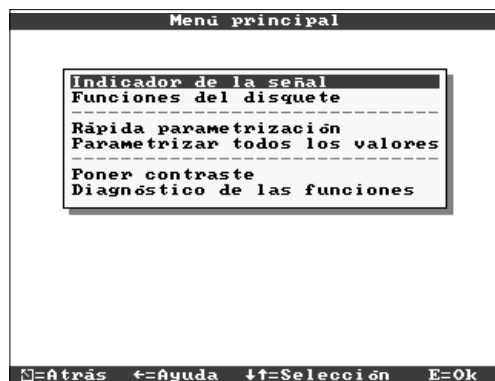 Menú principal
Indicador de la señal
Funciones del disquete
Rápida parametrización
Parametrizar todos los valores
Poner contraste
Diagnóstico de las funciones
⇱=Atrás ←=Ayuda ↓↑=Selección E=Ok